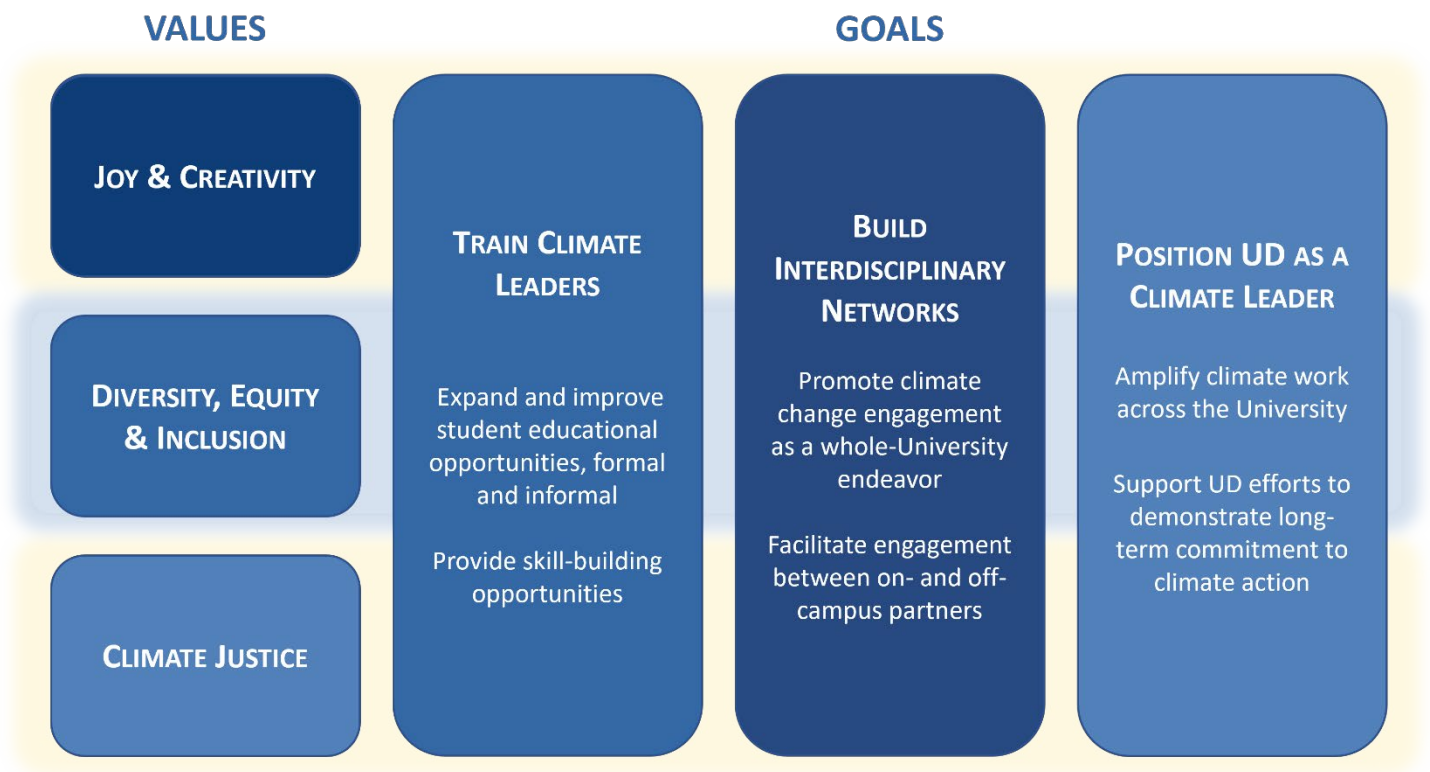 VALUES
GOALS
JOY & CREATIVITY
DIVERSITY, EQUITY
& INCLUSION
CLIMATE JUSTICE
TRAIN CLIMATE
LEADERS
Expand and improve
student educational
opportunities, formal
and informal
Provide skill-building
opportunities
BUILD
INTERDISCIPLINARY
NETWORKS
Promote climate
change engagement
as a whole-University
endeavor
Facilitate engagement
between on- and off-
campus partners
POSITION UD AS A
CLIMATE LEADER
Amplify climate work
across the University
Support UD efforts to
demonstrate long-
term commitment to
climate action